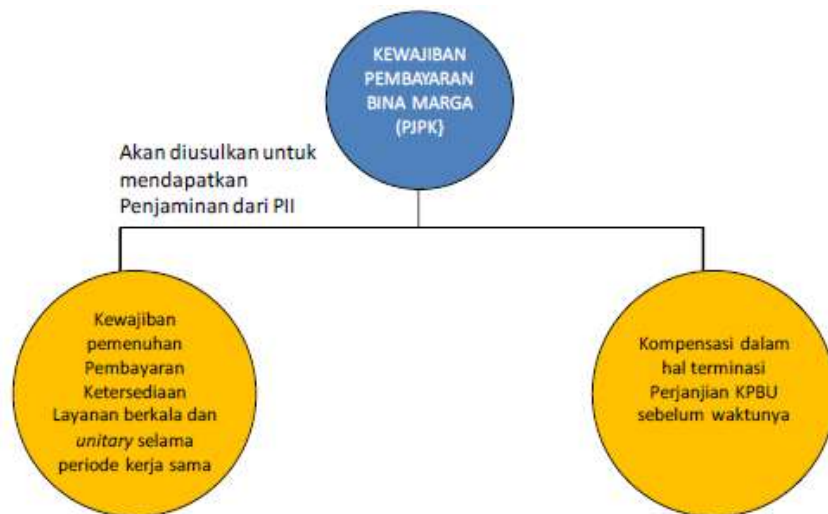 KEWAJIBAN
PEMBAYARAN
BINA MARGA
(PJPK}
Akan diusulkan untuk
mendapatkan
Penjaminan dari PII
Kewajiban
pemenuhan
Pembayaran
Ketersediaan
Layanan berkala dan
unitary selama
periode kerja sama
Kompensasi dalam
hal terminasi
Perjanjian KPBU
sebelum waktunya